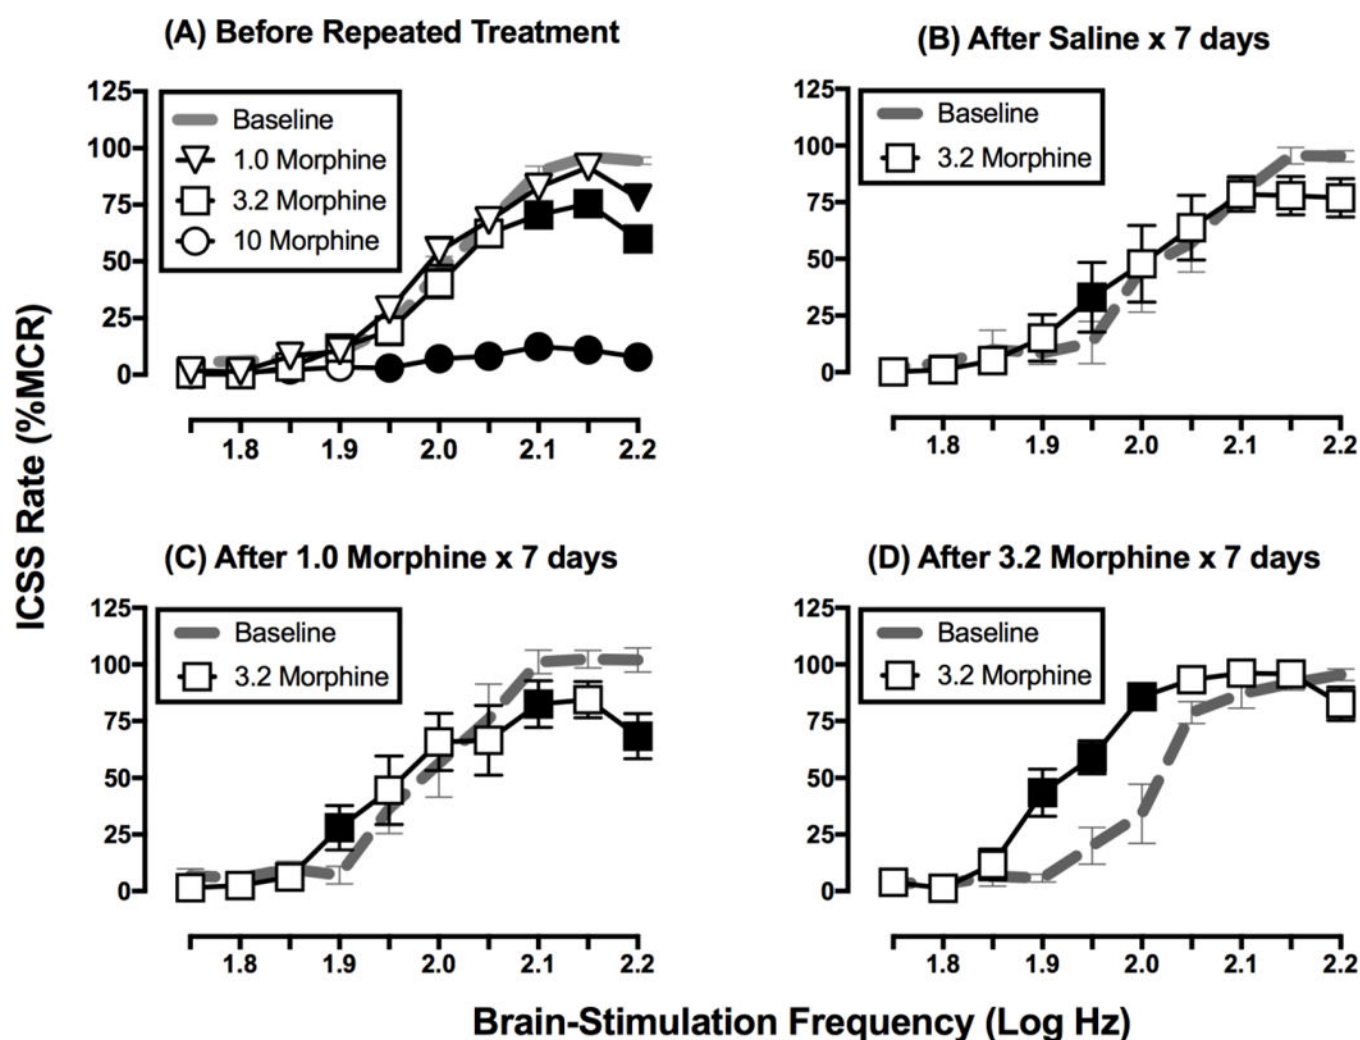 (A) Before Repeated Treatment
125
100
75
50
25
0
Baseline
1.0 Morphine
3.2 Morphine
10 Morphine
1.8 1.9 2.0 2.1 2.2
(B) After Saline x 7 days
125
100
75
50
25
0
Baseline
3.2 Morphine
1.8 1.9 2.0 2.1 2.2
ICSS Rate (%MCR)
(C) After 1.0 Morphine x 7 days
125
100
75
50
25
0
Baseline
3.2 Morphine
1.8 1.9 2.0 2.1 2.2
(D) After 3.2 Morphine x 7 days
125
100
75
50
25
0
Baseline
3.2 Morphine
1.8 1.9 2.0 2.1 2.2
Brain-Stimulation Frequency (Log Hz)